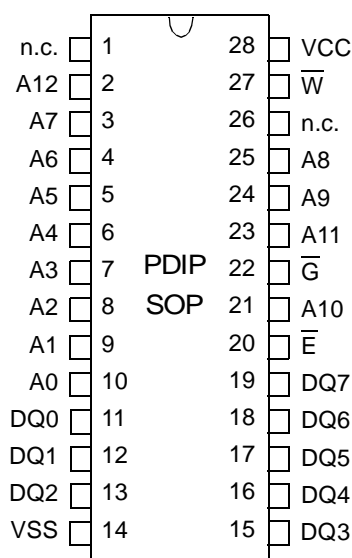 n.c. 1 28 VCC
A12 2 27 W̅
A7 3 26 n.c.
A6 4 25 A8
A5 5 24 A9
A4 6 23 A11
A3 7 PDIP 22 G̅
A2 8 SOP 21 A10
A1 9 20 E̅
A0 10 19 DQ7
DQ0 11 18 DQ6
DQ1 12 17 DQ5
DQ2 13 16 DQ4
VSS 14 15 DQ3